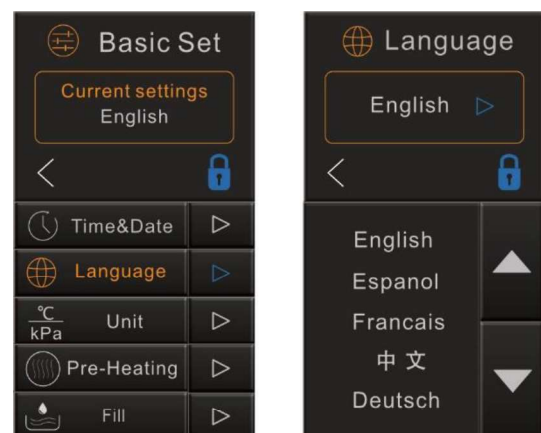 Basic Set
Current settings
English
Time&Date
Language
°C
kPa
Unit
Pre-Heating
Fill
Language
English
English
Espanol
Francais
中文
Deutsch